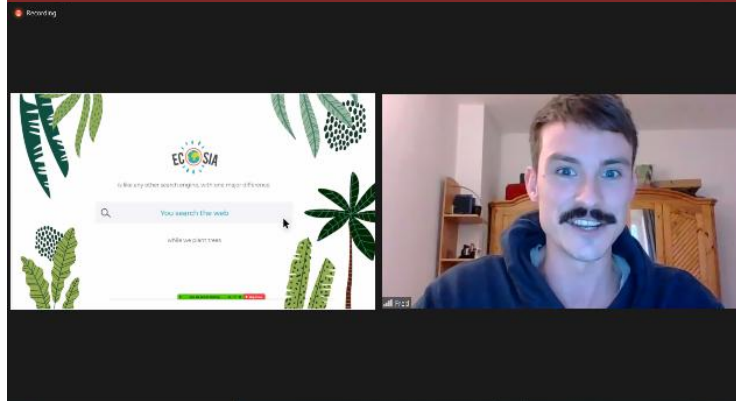 Recording
ECOSIA
is like any other search engine, with one major difference:
You search the web
while we plant trees
Fred